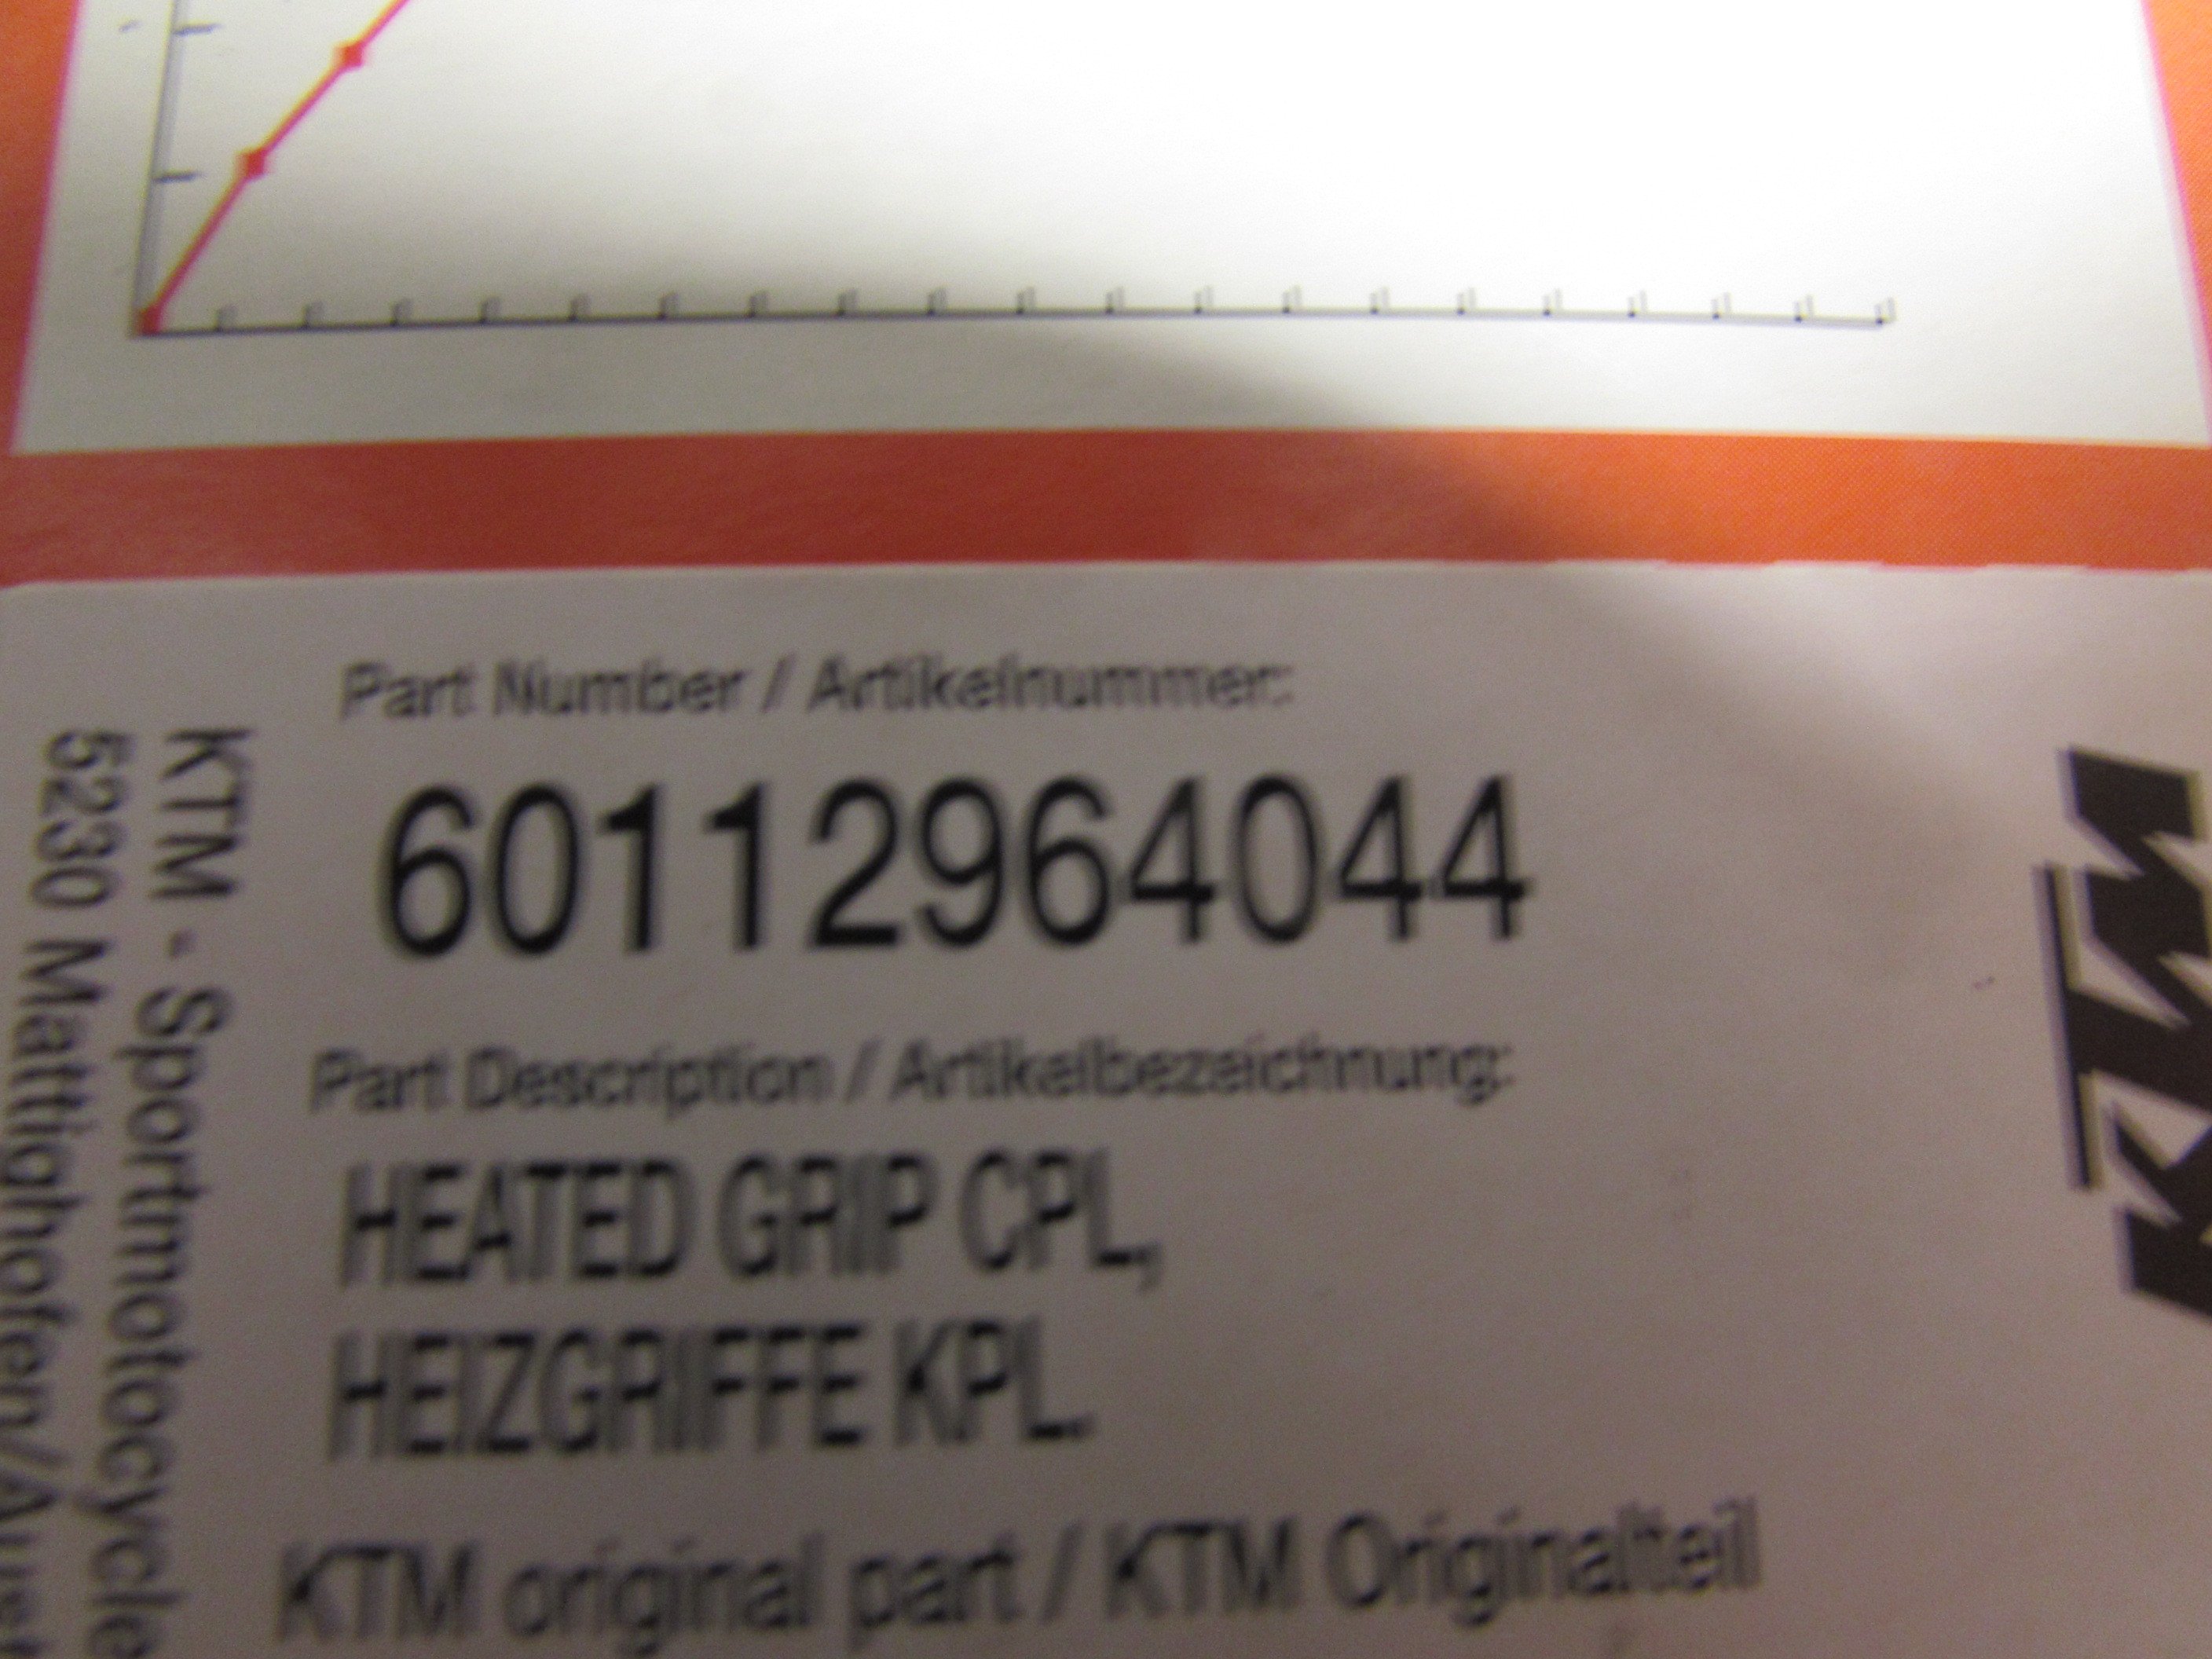 Part Number / Artikelnummer:
60112964044
Part Description / Artikelbezeichnung:
HEATED GRIP CPL,
HEIZGRIFFE KPL.
KTM original part / KTM Originalteil
KTM - Sportmotocycle
5230 Mattighofen/Aust
KTM